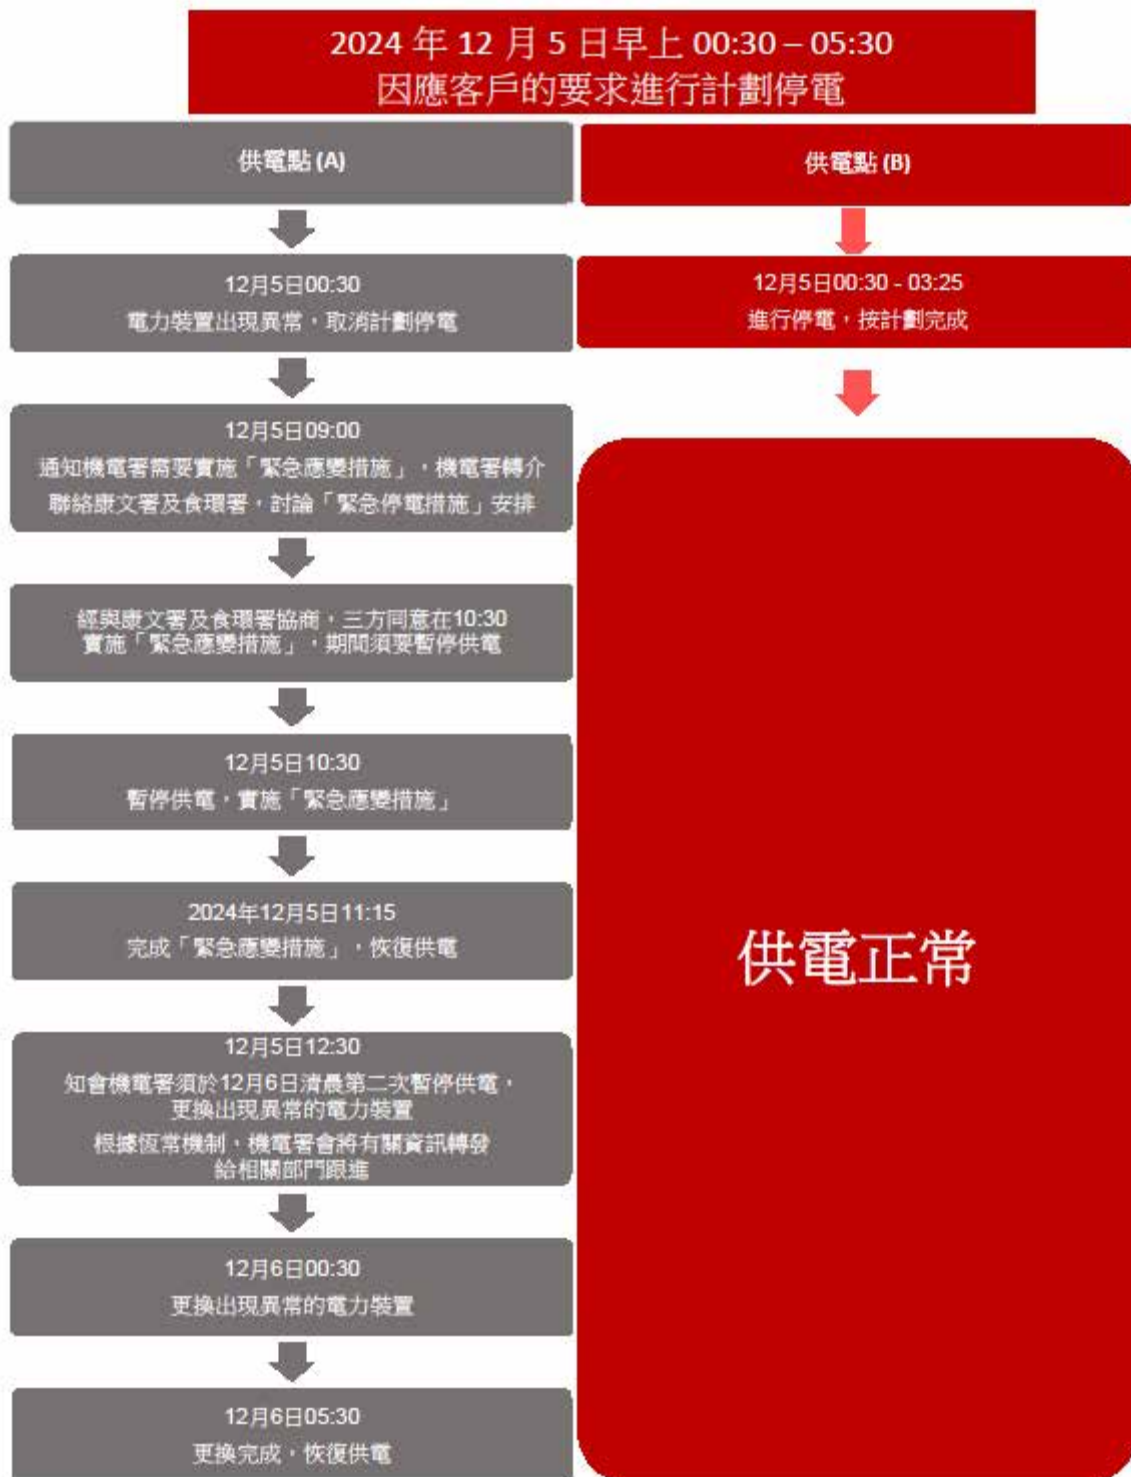 2024 年 12 月 5 日早上 00:30 – 05:30
因應客戶的要求進行計劃停電
供電點 (A)
12月5日00:30
電力裝置出現異常，取消計劃停電
12月5日09:00
通知機電署需要實施「緊急應變措施」，機電署轉介
聯絡康文署及食環署，討論「緊急停電措施」安排
經與康文署及食環署協商，三方同意在10:30
實施「緊急應變措施」，期間須要暫停供電
12月5日10:30
暫停供電，實施「緊急應變措施」
2024年12月5日11:15
完成「緊急應變措施」，恢復供電
12月5日12:30
知會機電署須於12月6日清晨第二次暫停供電，
更換出現異常的電力裝置
根據恆常機制，機電署會將有關資訊轉發
給相關部門跟進
12月6日00:30
更換出現異常的電力裝置
12月6日05:30
更換完成，恢復供電
供電點 (B)
12月5日00:30 - 03:25
進行停電，按計劃完成
供電正常